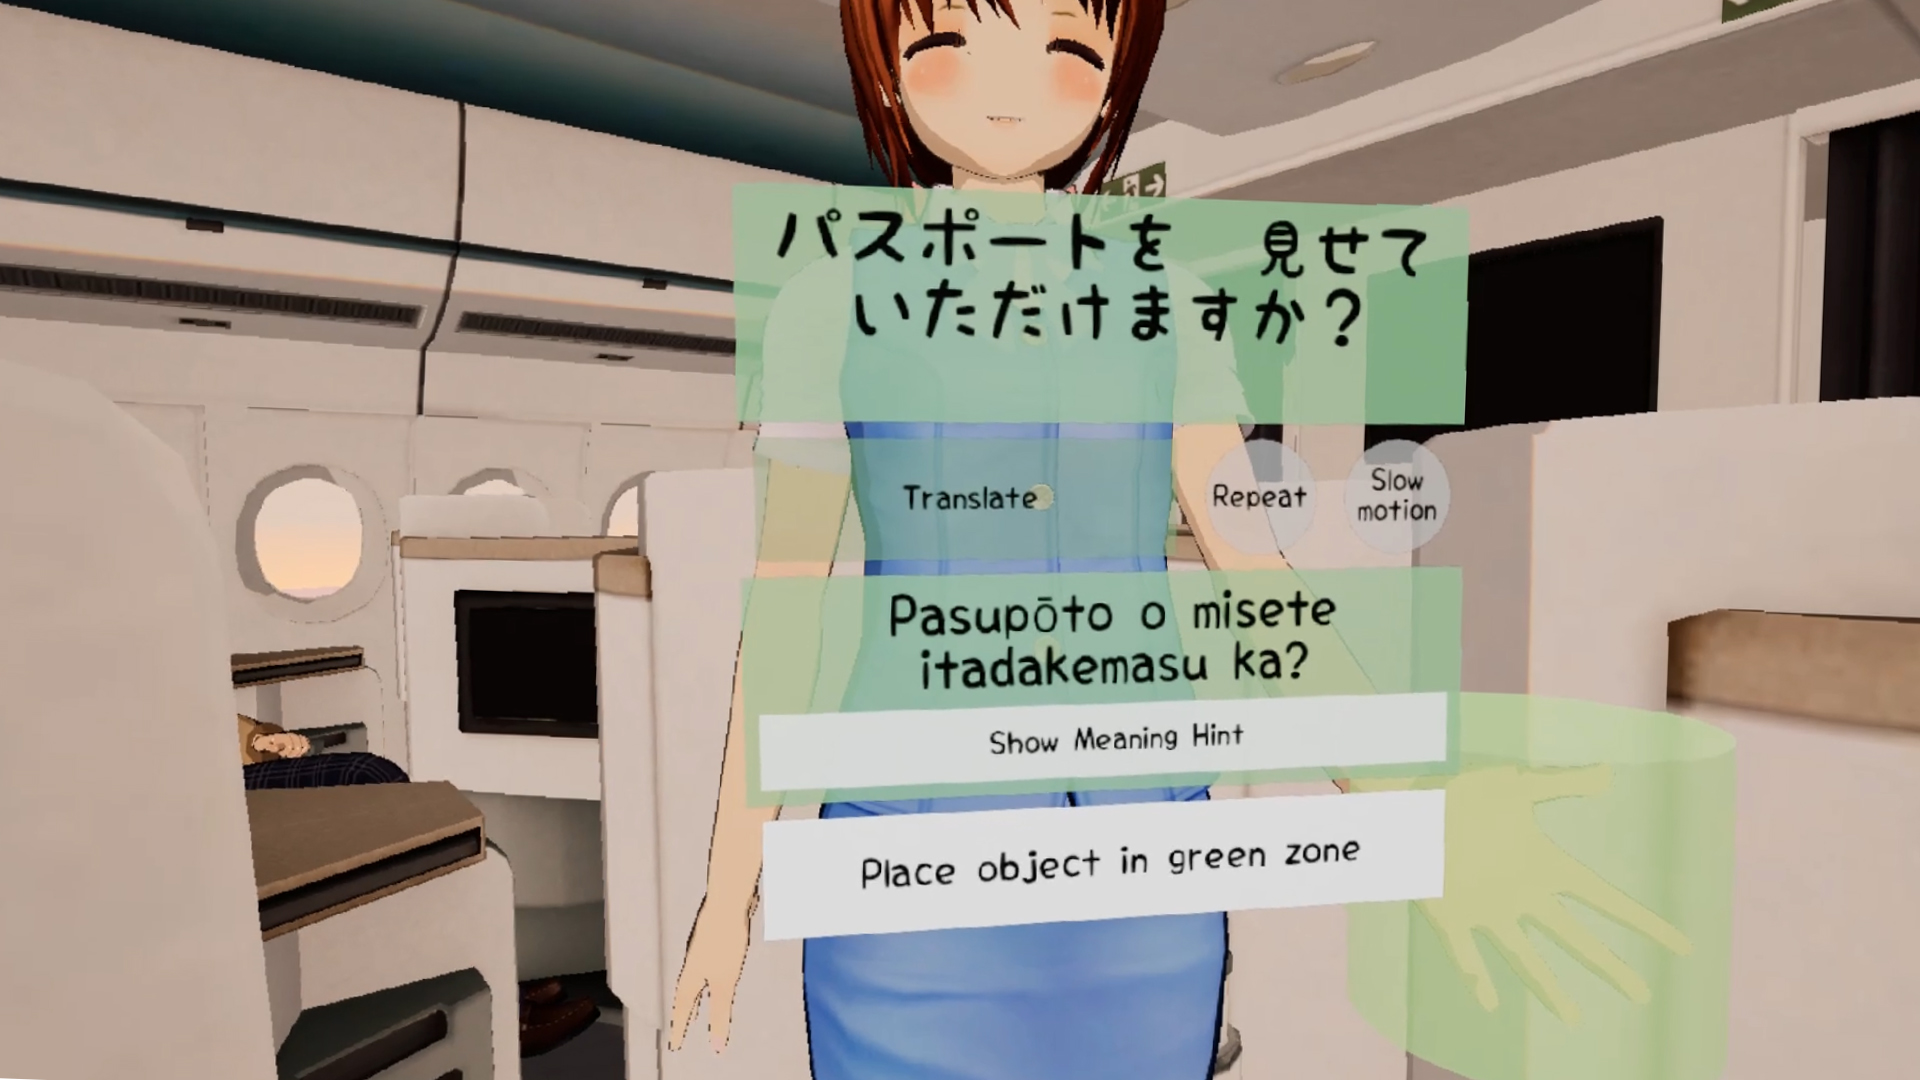 パスポートを　見せて
いただけますか？
Translate
Repeat
Slow
motion
Pasupōto o misete
itadakemasu ka?
Show Meaning Hint
Place object in green zone